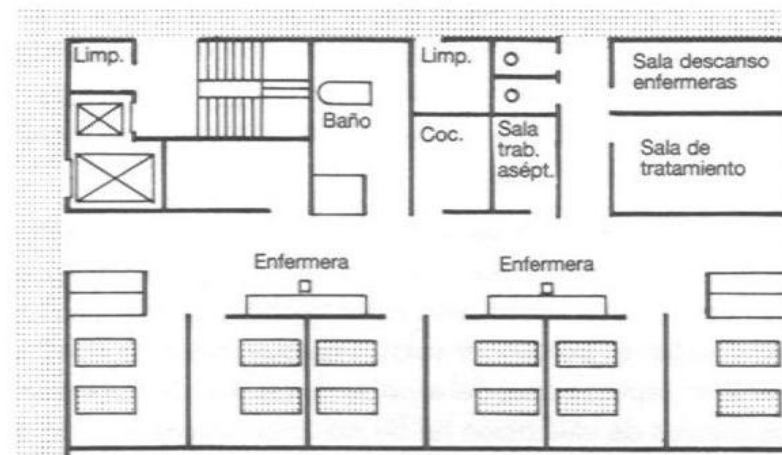 Limp.
Limp.
Sala descanso
enfermeras
Baño
Coc.
Sala
trab.
asépt.
Sala de
tratamiento
Enfermera
Enfermera